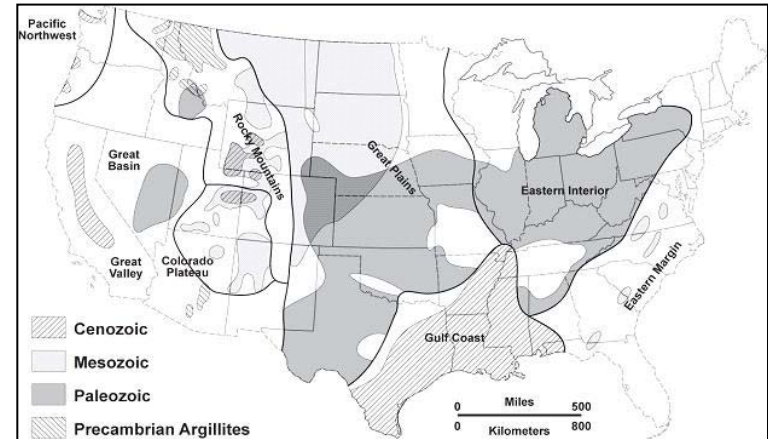 Pacific
Northwest
Rocky Mountains
Great
Basin
Great Plains
Eastern Interior
Great
Valley
Colorado
Plateau
Eastern Margin
Gulf Coast
Cenozoic
Mesozoic
Paleozoic
Precambrian Argillites
0 Miles 500
0 Kilometers 800